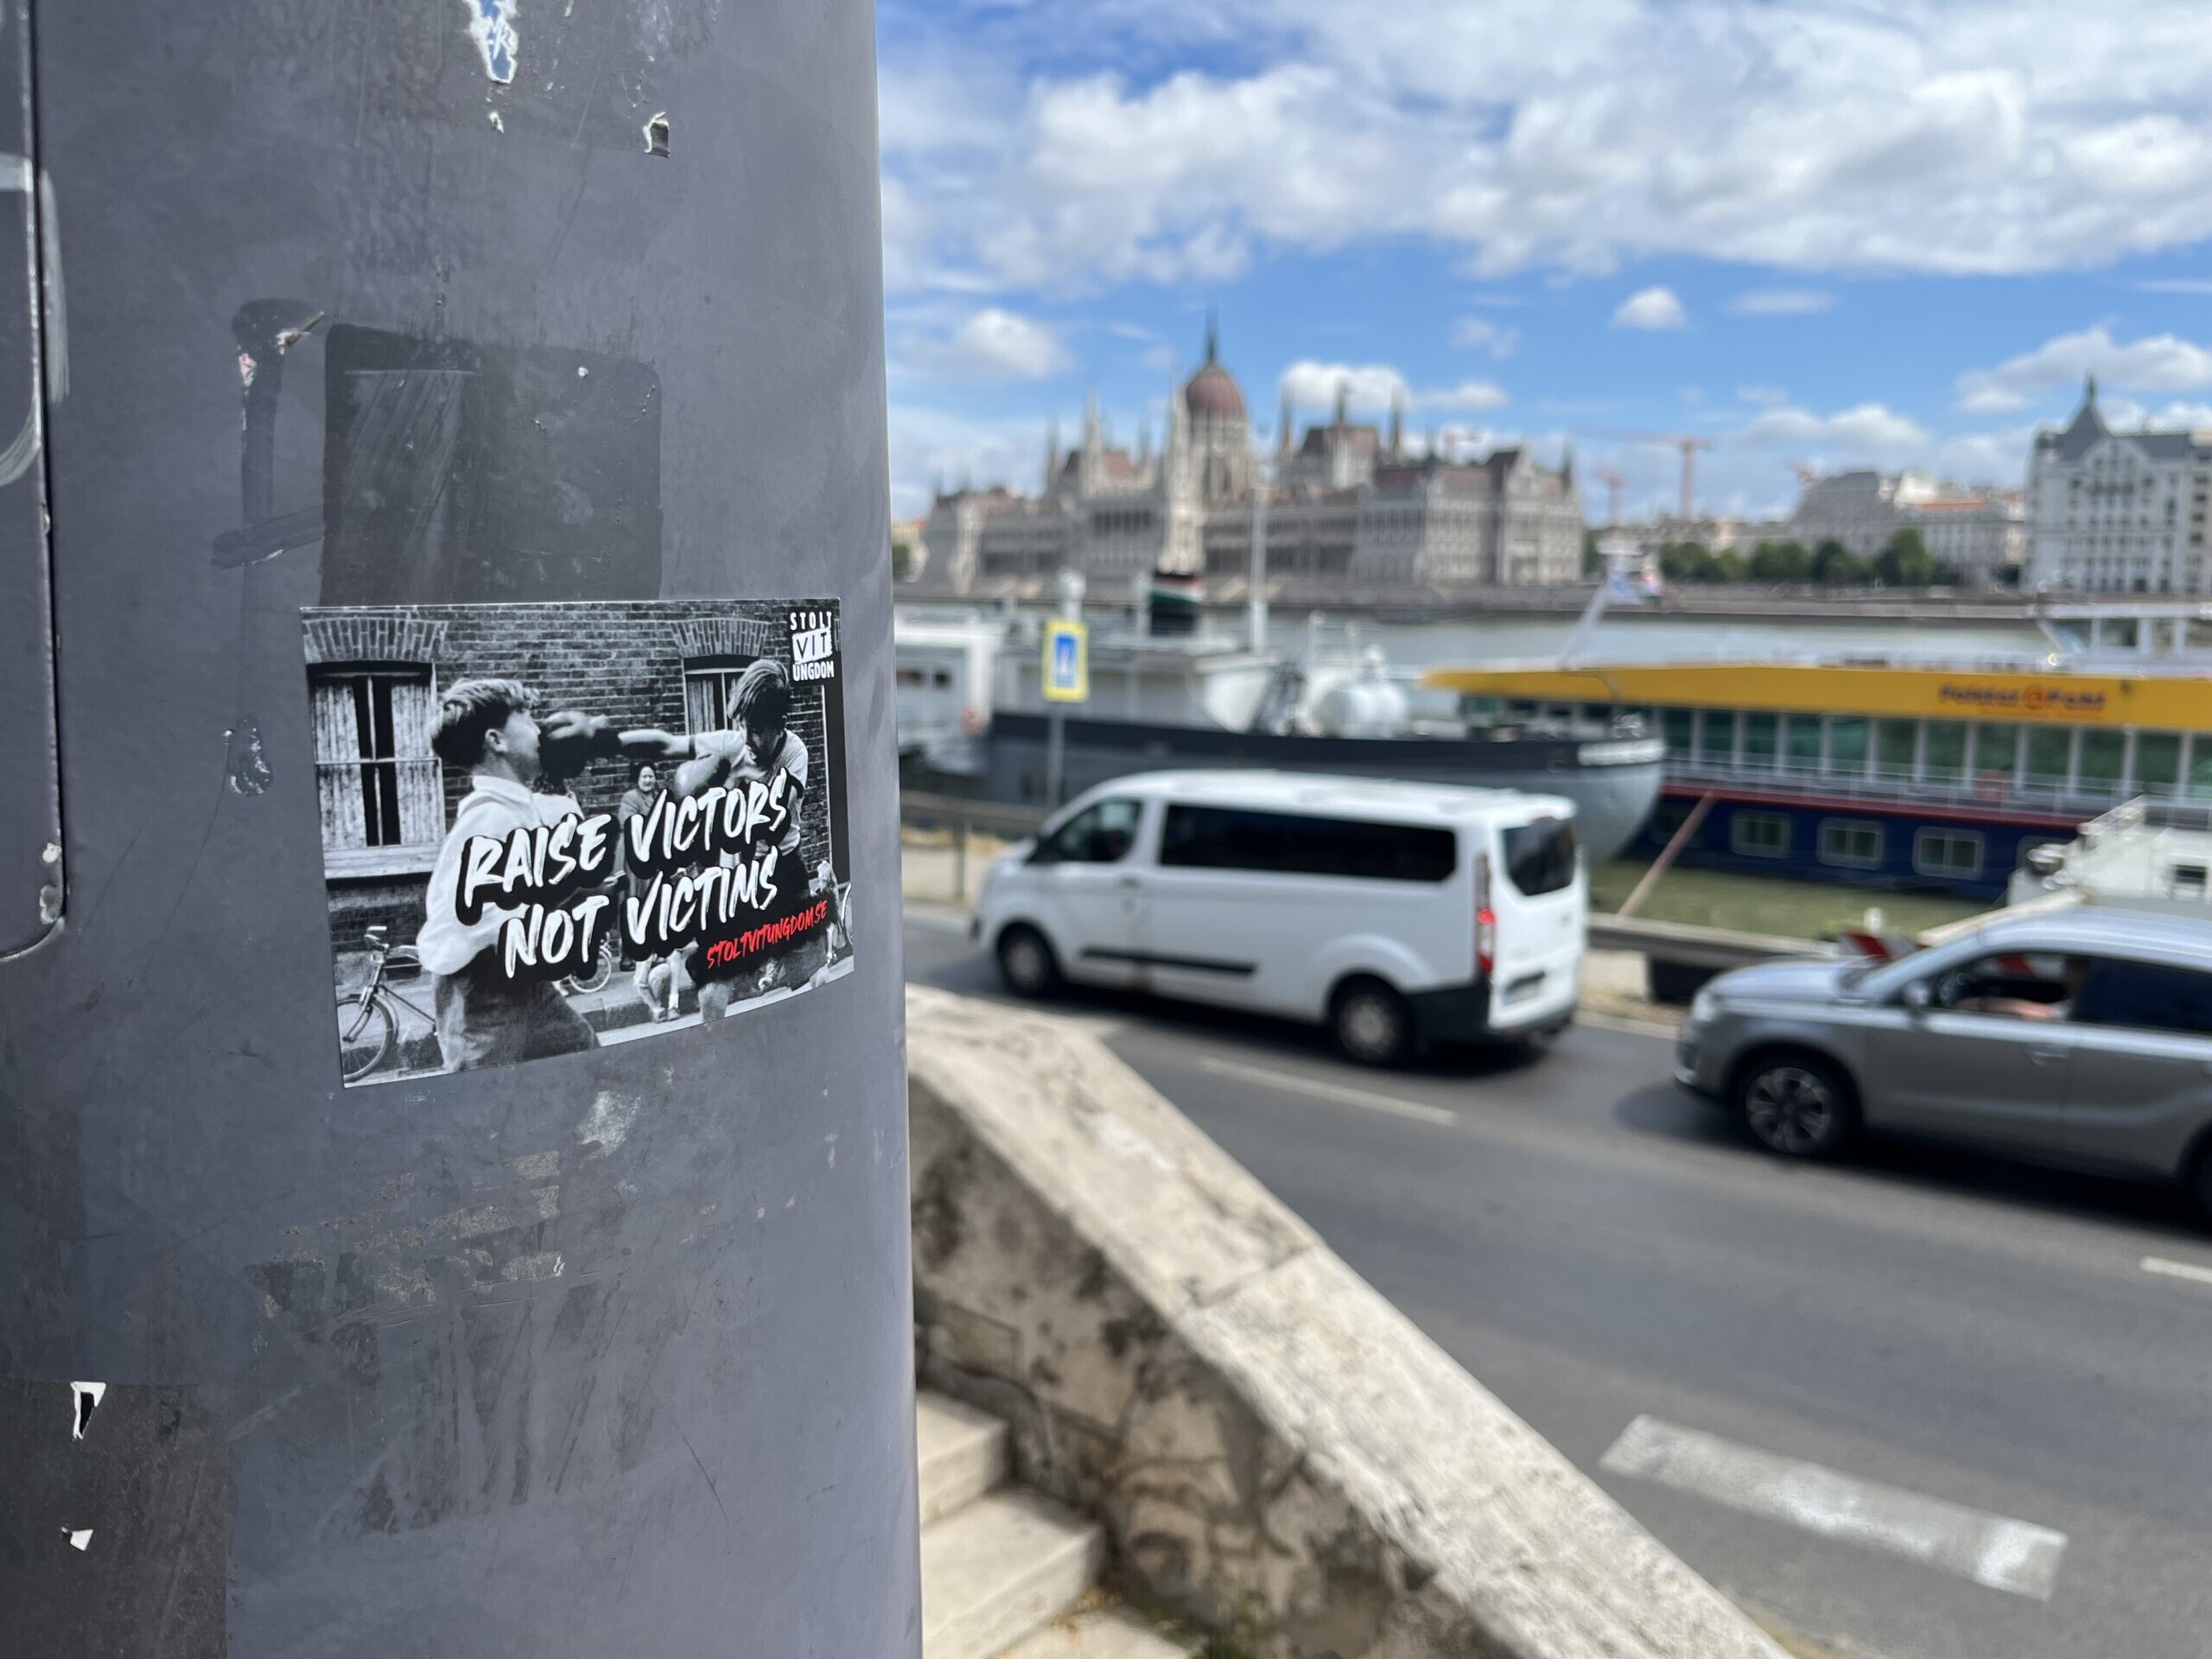 STOLT
VIT
UNGDOM
RAISE VICTORS
NOT VICTIMS
STOLTVITUNGDOM.SE